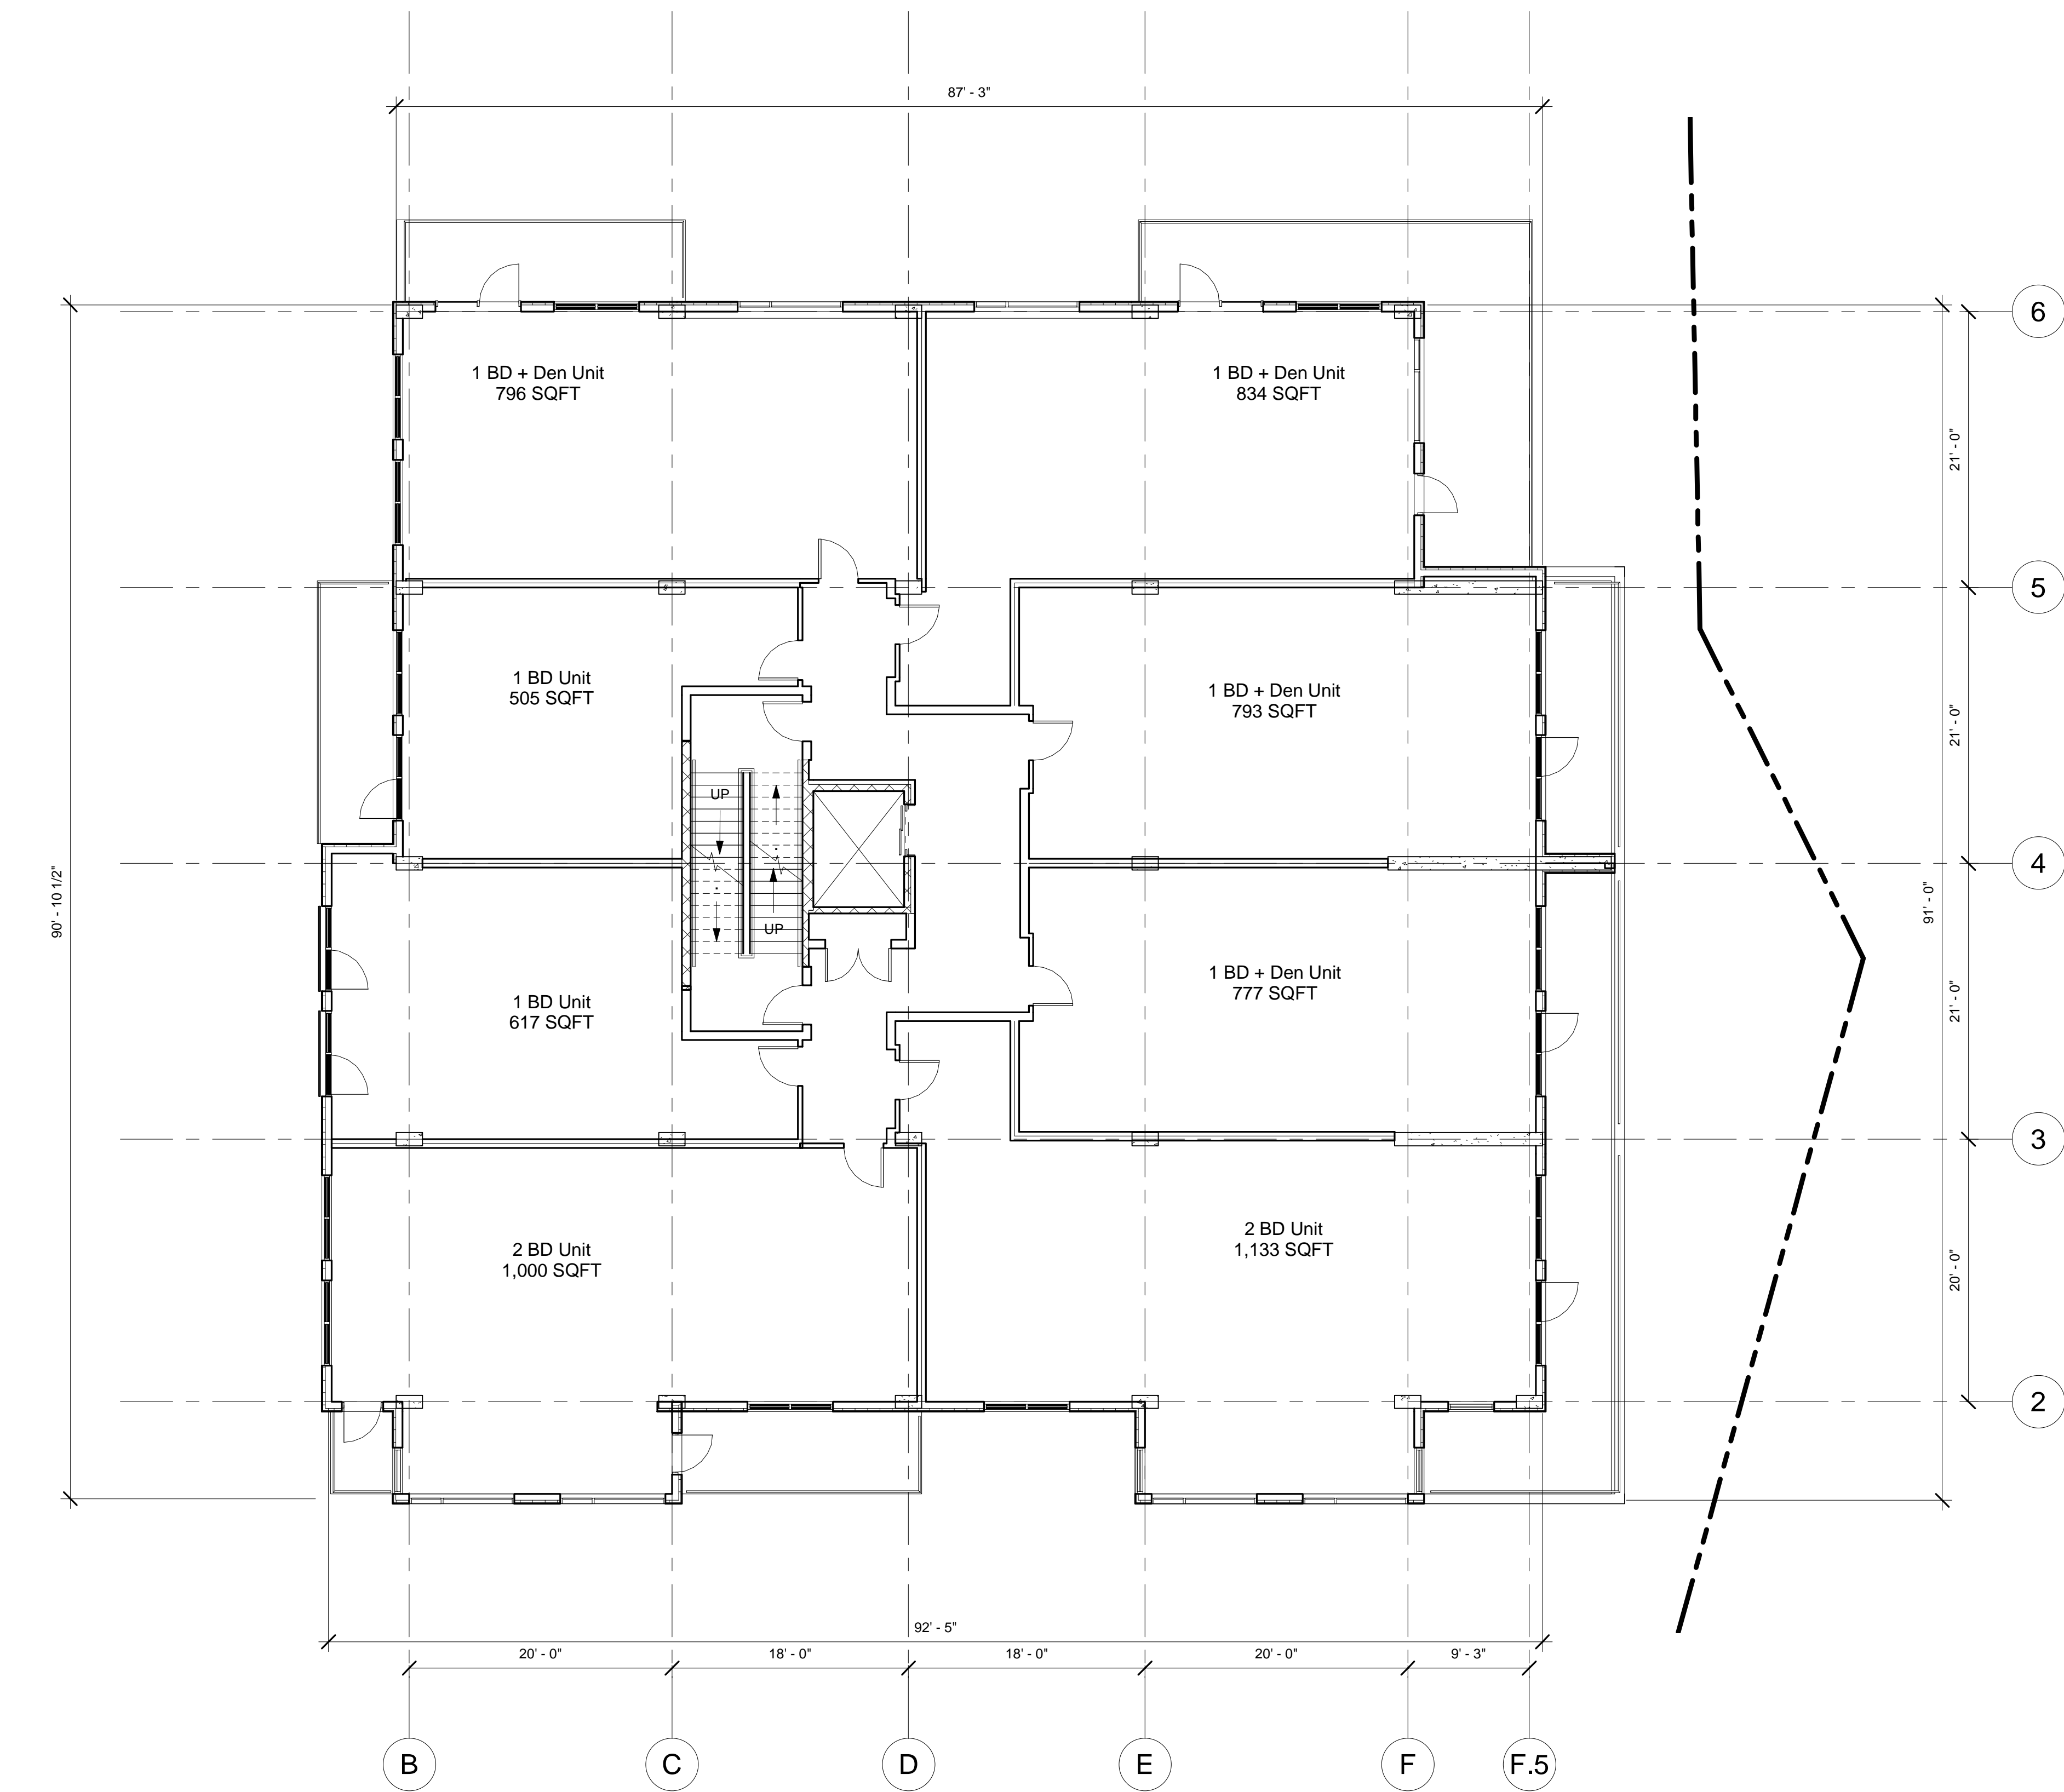 87' - 3"
6
1 BD + Den Unit
796 SQFT
1 BD + Den Unit
834 SQFT
21' - 0"
5
1 BD Unit
505 SQFT
1 BD + Den Unit
793 SQFT
21' - 0"
UP
4
90' - 10 1/2"
91' - 0"
UP
1 BD Unit
617 SQFT
1 BD + Den Unit
777 SQFT
21' - 0"
3
2 BD Unit
1,000 SQFT
2 BD Unit
1,133 SQFT
20' - 0"
2
92' - 5"
20' - 0"
18' - 0"
18' - 0"
20' - 0"
9' - 3"
B
C
D
E
F
F.5